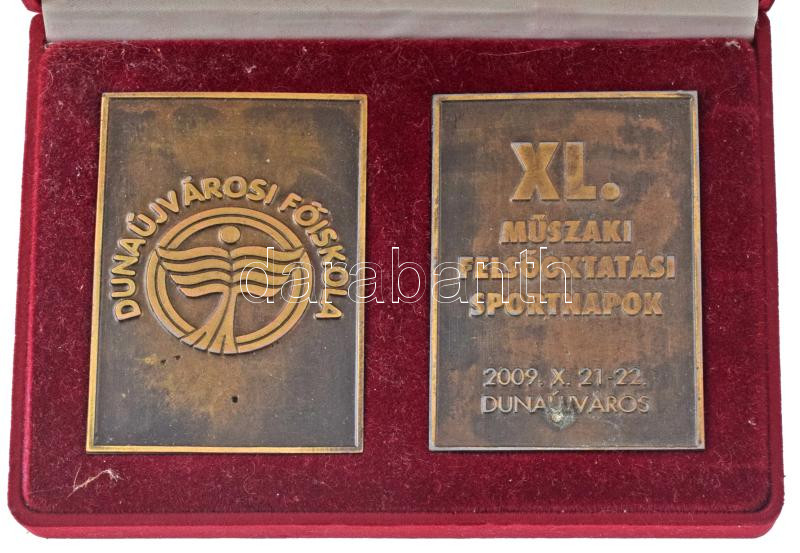 DUNAÚJVÁROSI FŐISKOLA
XL.
MŰSZAKI
FELSŐOKTATÁSI
SPORTNAPOK
2009. X. 21-22.
DUNAÚJVÁROS
darabanth